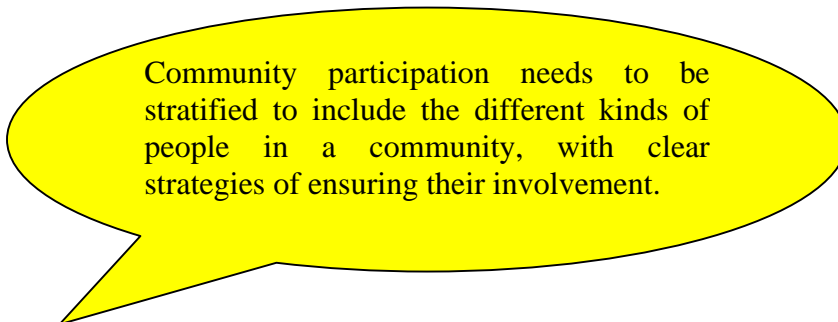 Community participation needs to be
stratified to include the different kinds of
people in a community, with clear
strategies of ensuring their involvement.